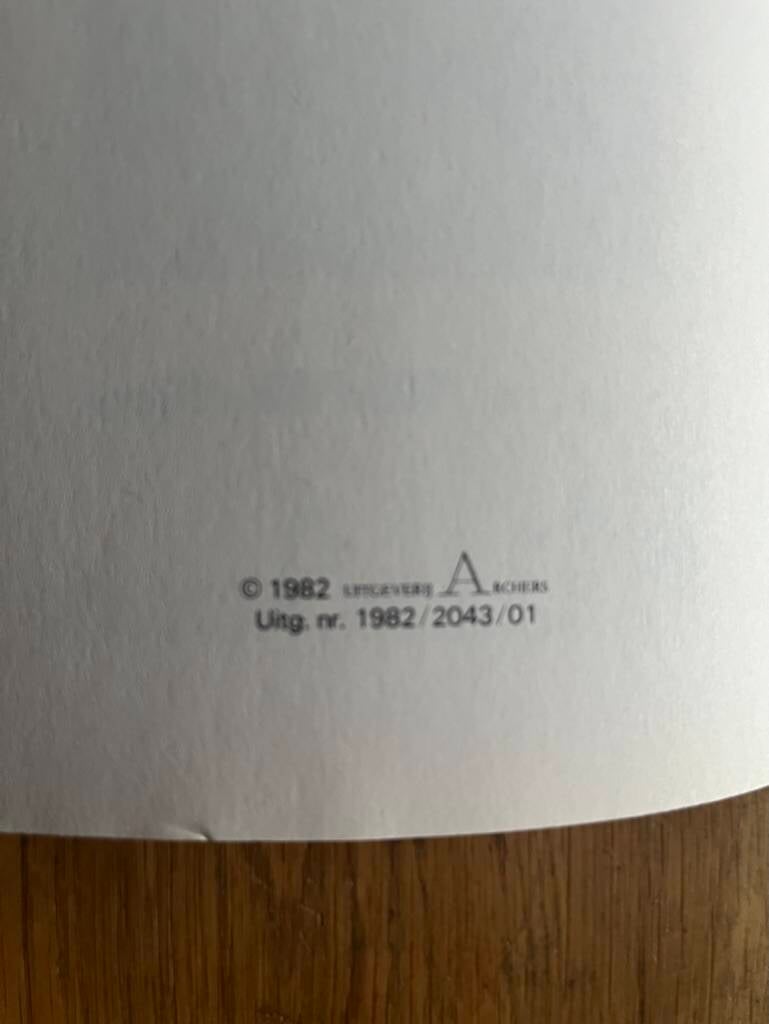 © 1982 UITGEVERIJ ARCHERS
Uitg. nr. 1982/2043/01